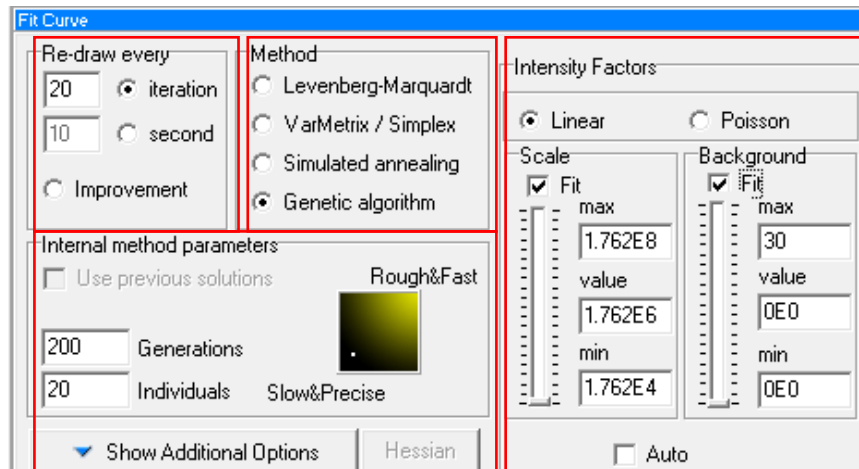 Fit Curve
Re-draw every
20 iteration
10 second
Improvement
Method
Levenberg-Marquardt
VarMetrix / Simplex
Simulated annealing
Genetic algorithm
Internal method parameters
Use previous solutions
Rough&Fast
200 Generations
20 Individuals
Slow&Precise
Show Additional Options
Hessian
Intensity Factors
Linear Poisson
Scale
Fit
max
1.762E8
value
1.762E6
min
1.762E4
Background
Fit
max
30
value
0E0
min
0E0
Auto